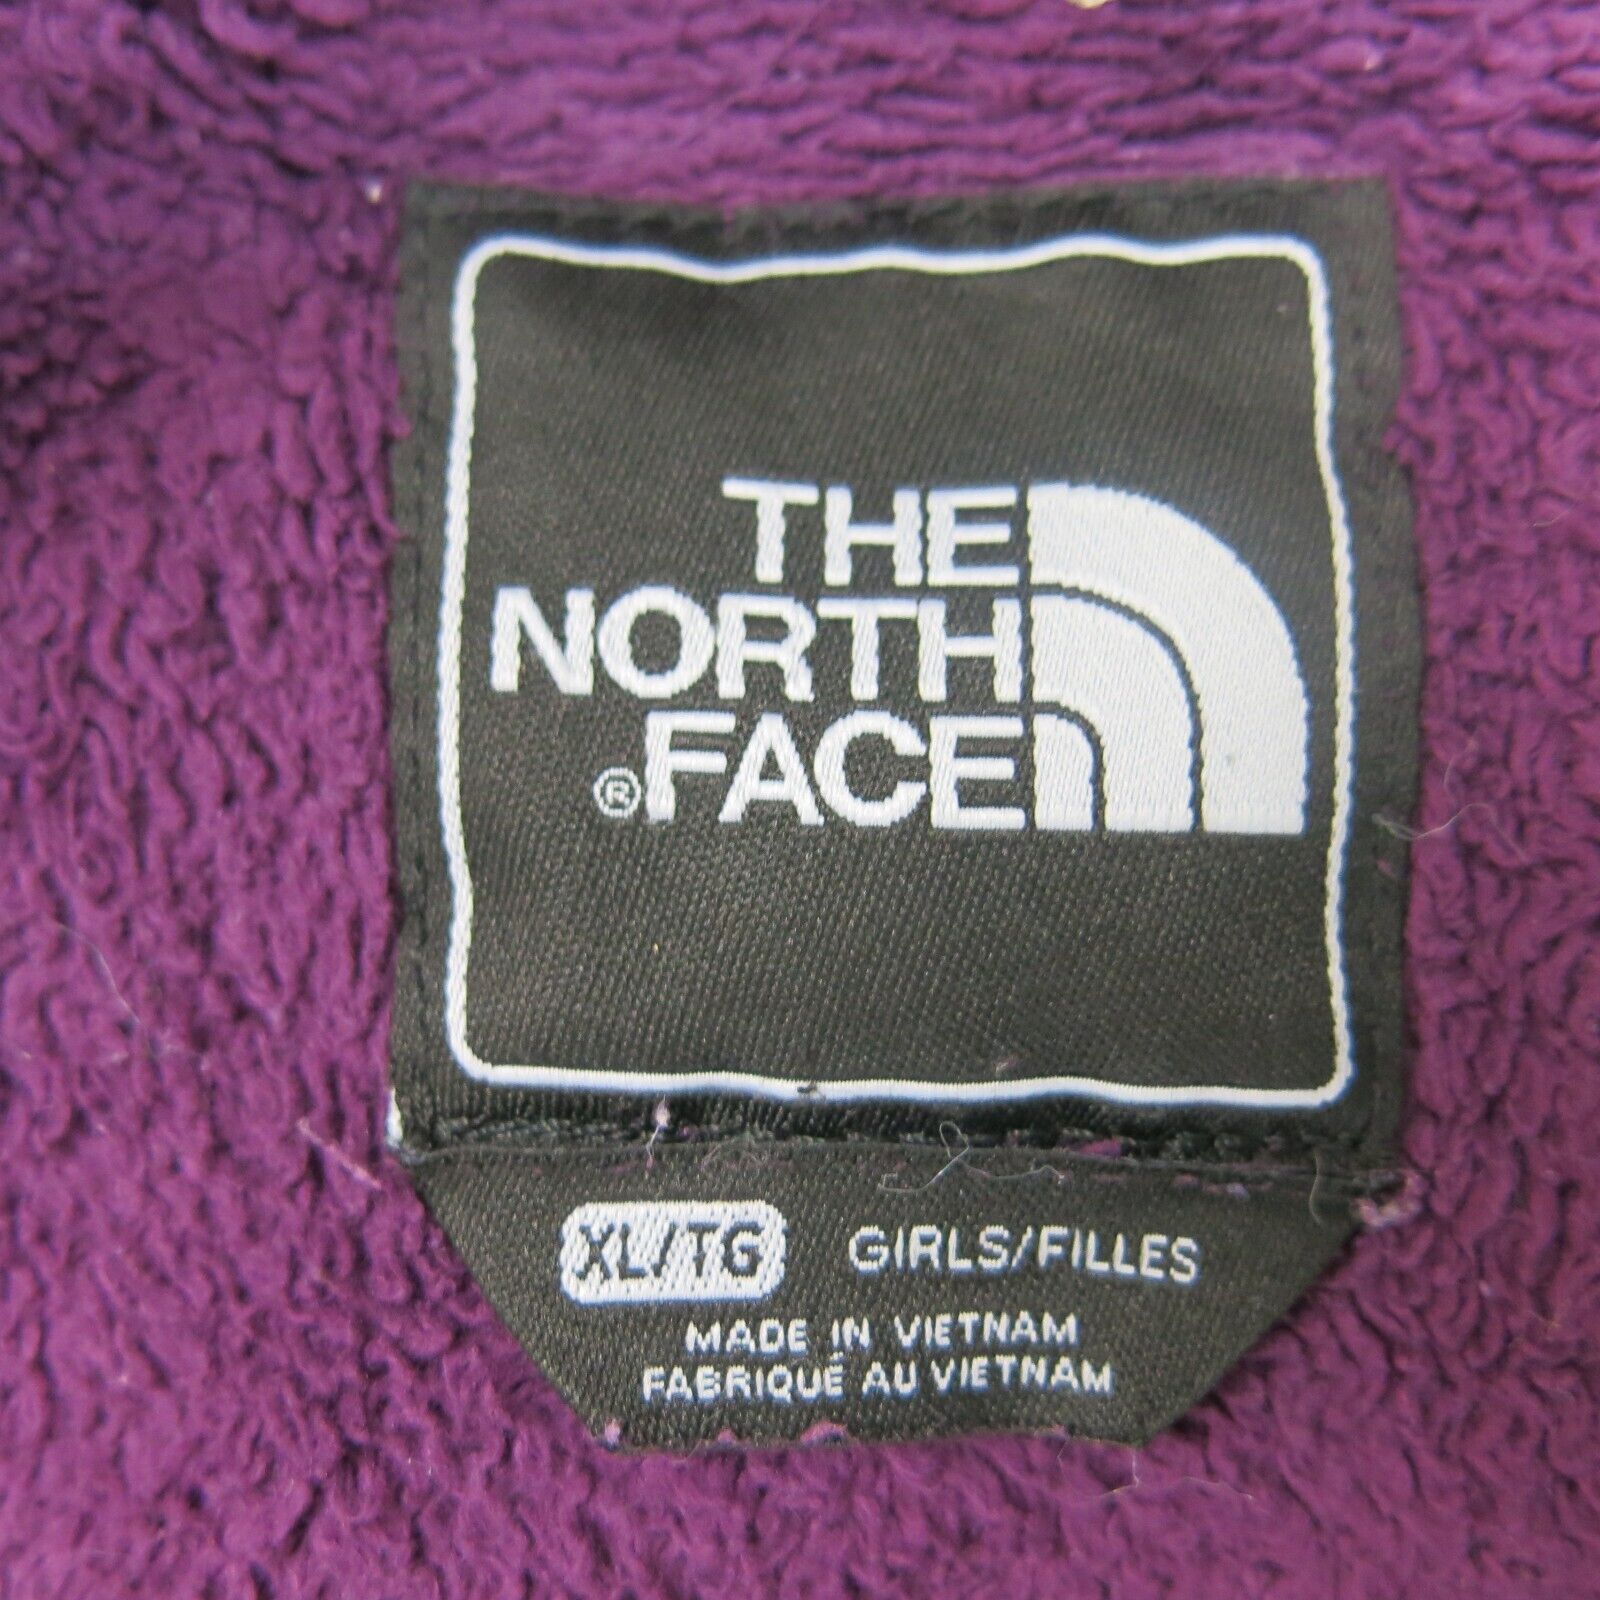 THE
NORTH
®FACE
XL/TG GIRLS/FILLES
MADE IN VIETNAM
FABRIQUÉ AU VIETNAM